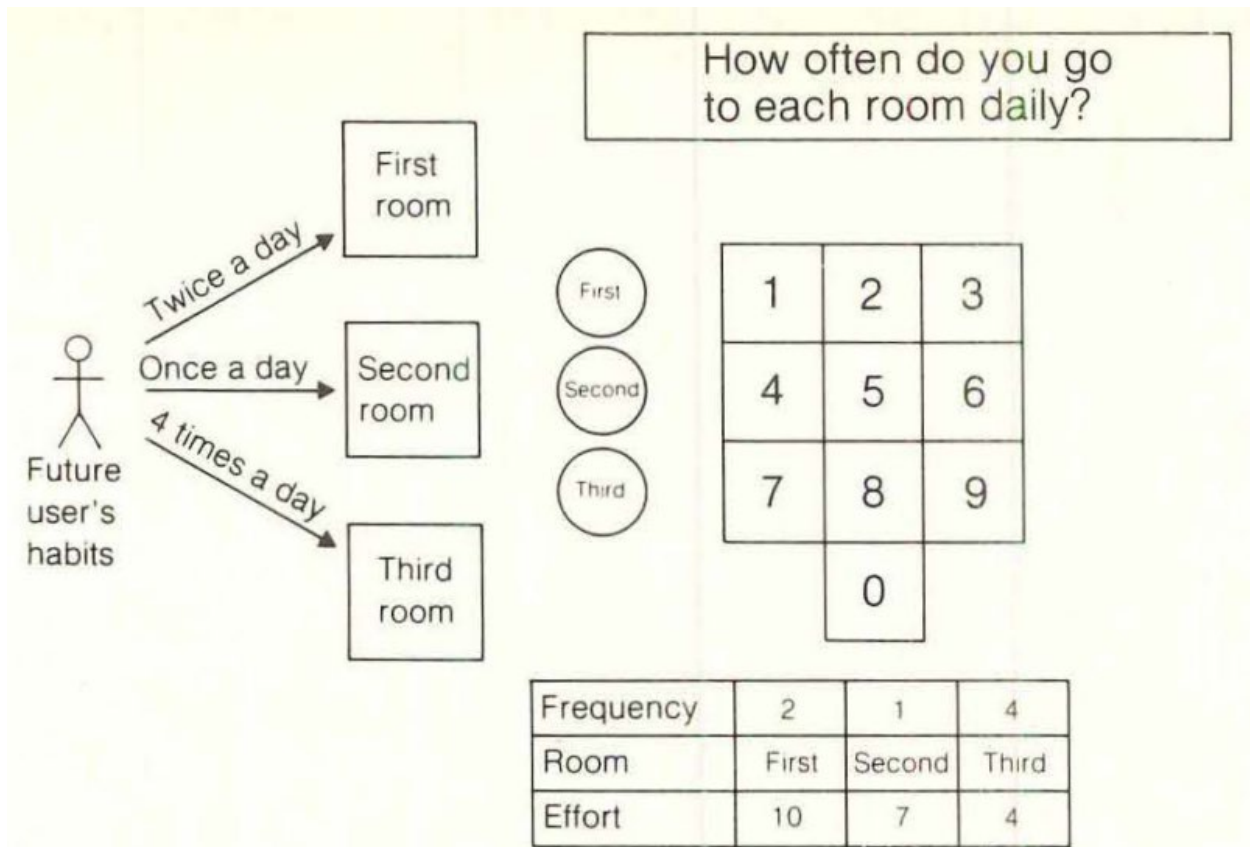 How often do you go
to each room daily?
First
room
Twice a day
Once a day
Second
room
4 times a day
Third
room
Future
user's
habits
First
Second
Third
1 2 3
4 5 6
7 8 9
0
Frequency 2 1 4
Room First Second Third
Effort 10 7 4